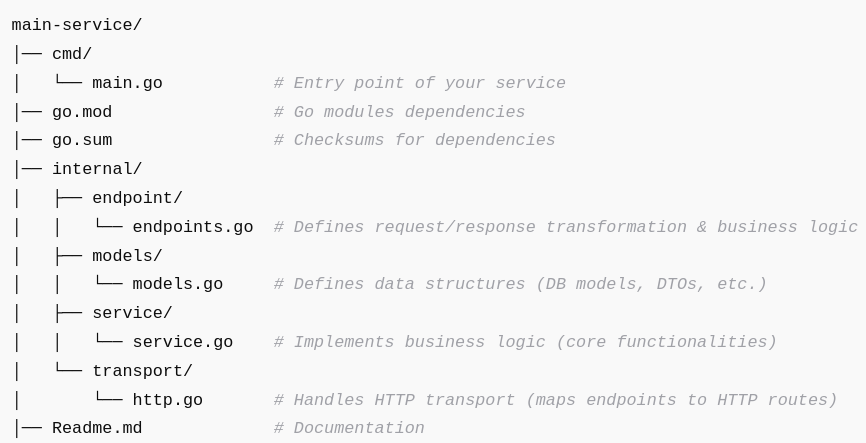 main-service/
│── cmd/
│   └── main.go           # Entry point of your service
│── go.mod                # Go modules dependencies
│── go.sum                # Checksums for dependencies
│── internal/
│   ├── endpoint/
│   │   └── endpoints.go  # Defines request/response transformation & business logic
│   ├── models/
│   │   └── models.go     # Defines data structures (DB models, DTOs, etc.)
│   ├── service/
│   │   └── service.go    # Implements business logic (core functionalities)
│   └── transport/
│       └── http.go       # Handles HTTP transport (maps endpoints to HTTP routes)
│── Readme.md             # Documentation